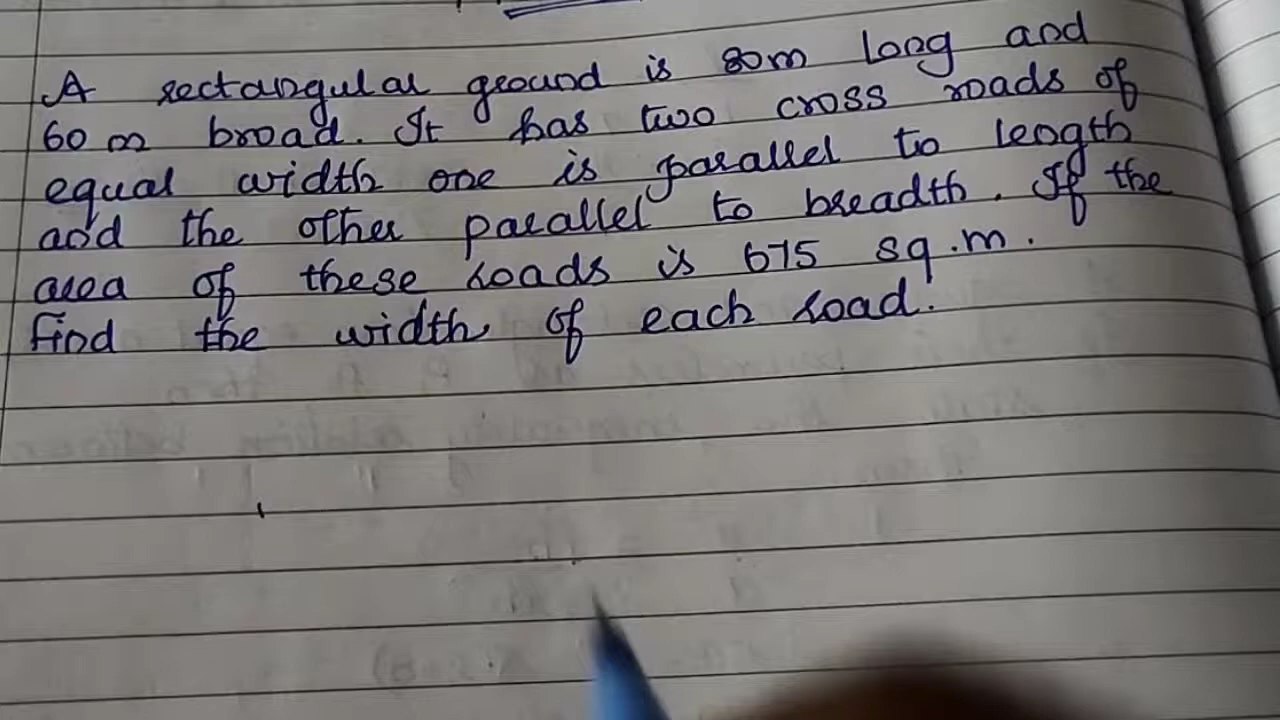 A rectangular ground is 80m long and
60 m broad. It has two cross roads of
equal width one is parallel to length
and the other parallel to breadth. If the
area of these roads is 675 sq.m.
Find the width of each road.